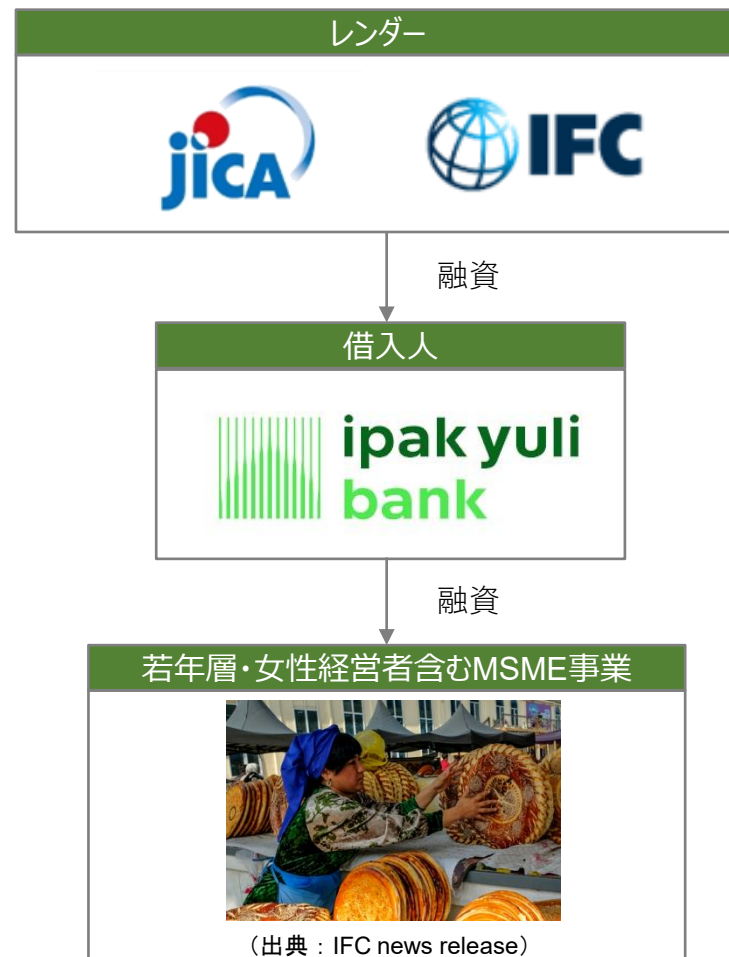 レンダー
jicA
IFC
融資
借入人
ipak yuli
bank
融資
若年層・女性経営者含むMSME事業
（出典：IFC news release）